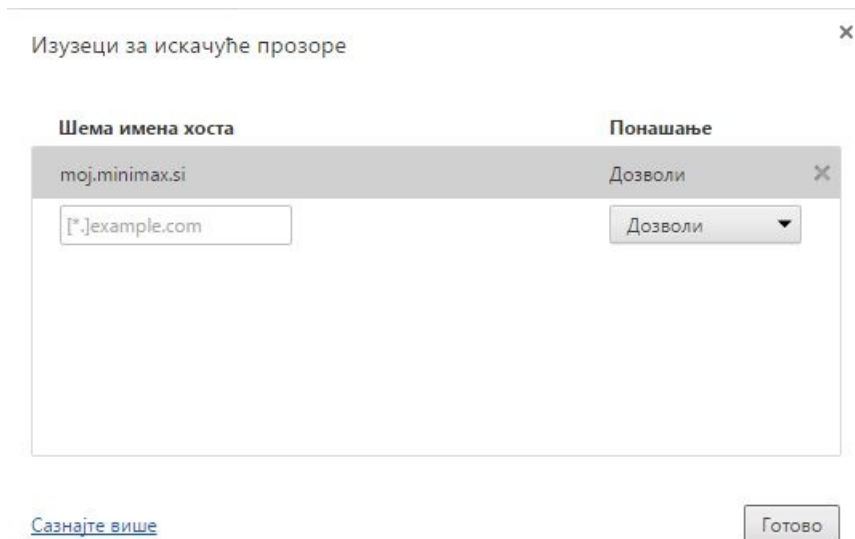 Изузеци за искачуће прозоре
Шема имена хоста Понашање
moj.minimax.si Дозволи
[*.]example.com Дозволи
Сазнајте више Готово